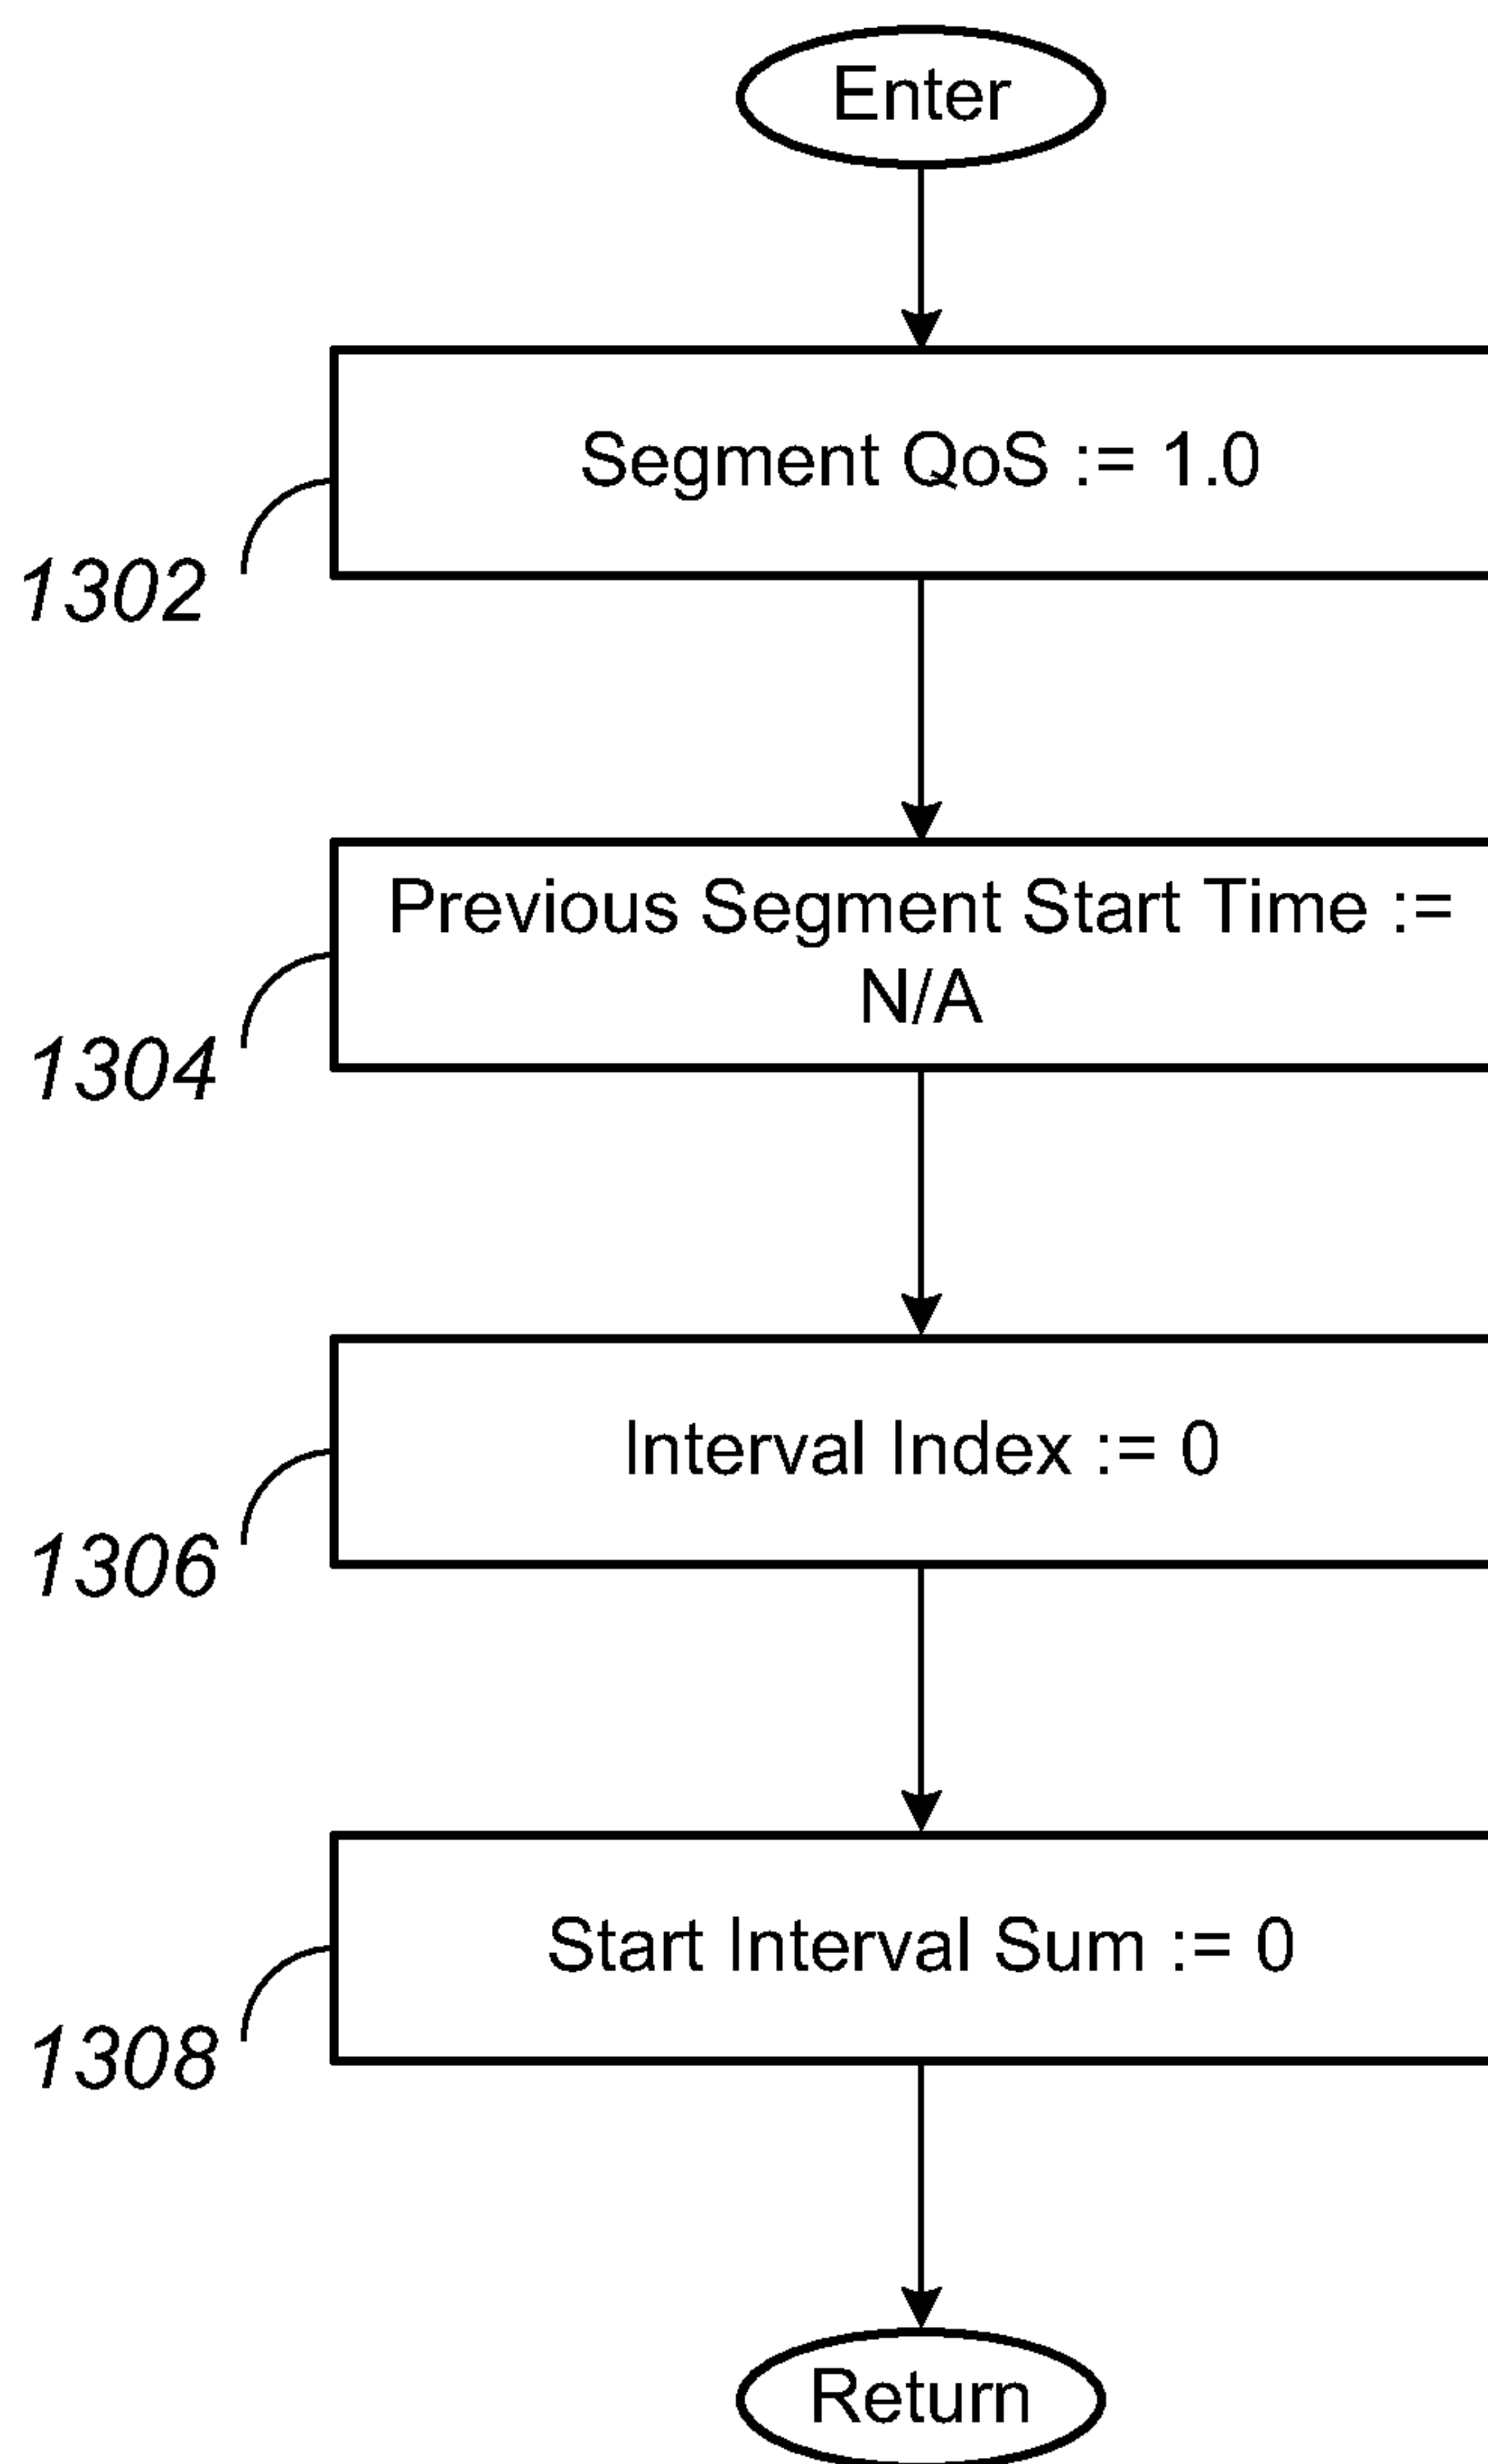 Enter
Segment QoS := 1.0
1302
Previous Segment Start Time :=
N/A
1304
Interval Index := 0
1306
Start Interval Sum := 0
1308
Return